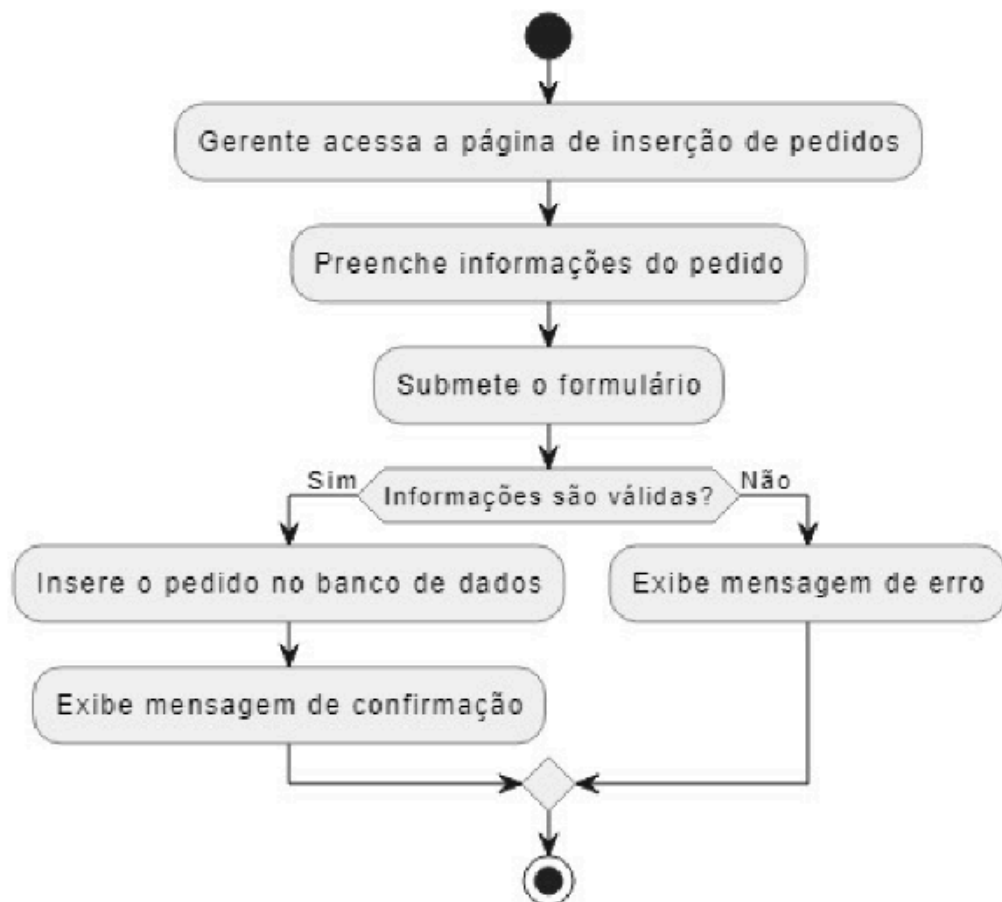 Gerente acessa a página de inserção de pedidos
Preenche informações do pedido
Submete o formulário
Sim
Informações são válidas?
Não
Insere o pedido no banco de dados
Exibe mensagem de erro
Exibe mensagem de confirmação